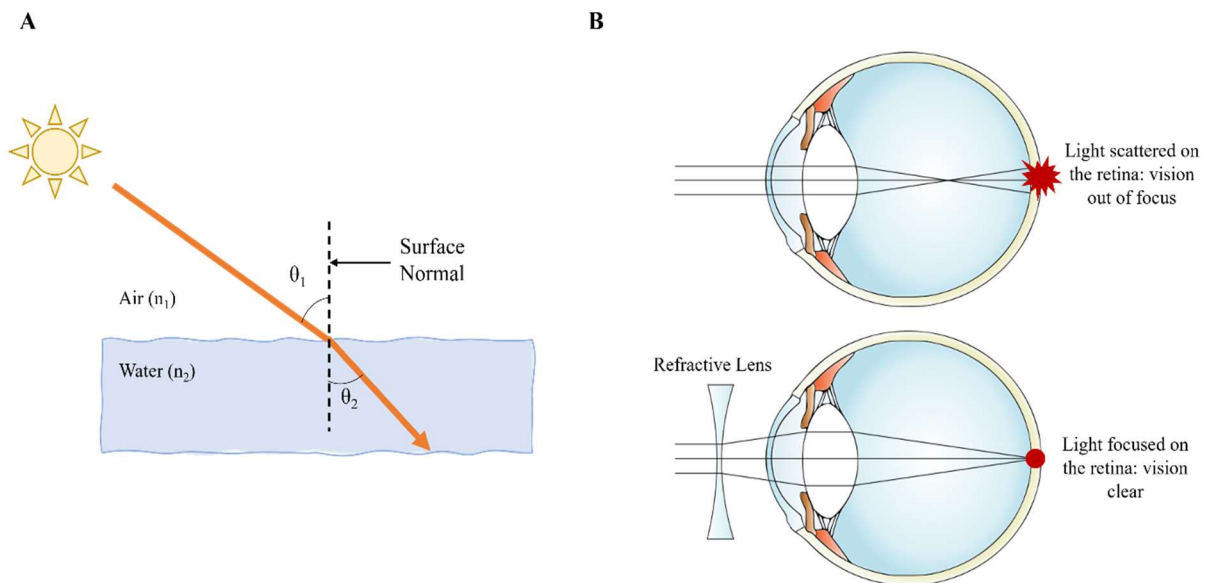 A
Surface
Normal
θ₁
Air (n₁)
Water (n₂)
θ₂
B
Light scattered on
the retina: vision
out of focus
Refractive Lens
Light focused on
the retina: vision
clear